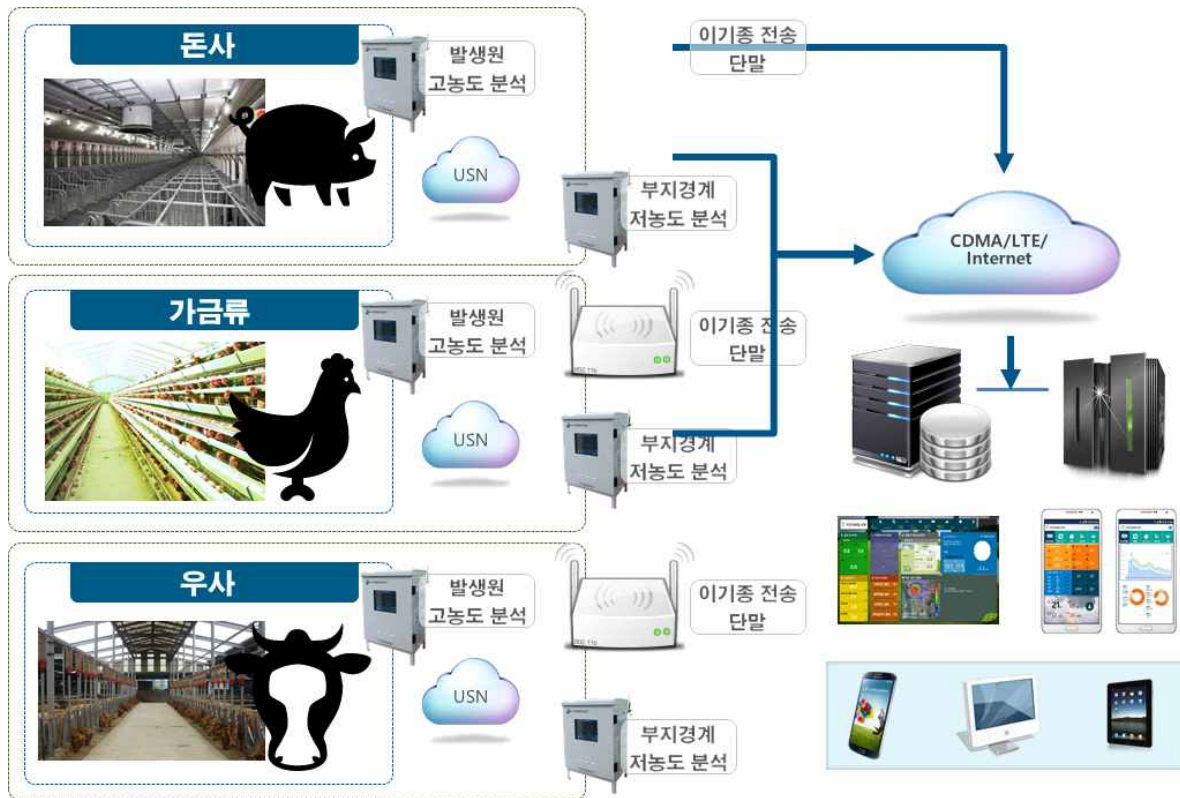 돈사
발생원
고농도 분석
USN
부지경계
저농도 분석
이기종 전송
단말
CDMA/LTE/
Internet
가금류
발생원
고농도 분석
USN
이기종 전송
단말
부지경계
저농도 분석
우사
발생원
고농도 분석
USN
이기종 전송
단말
부지경계
저농도 분석